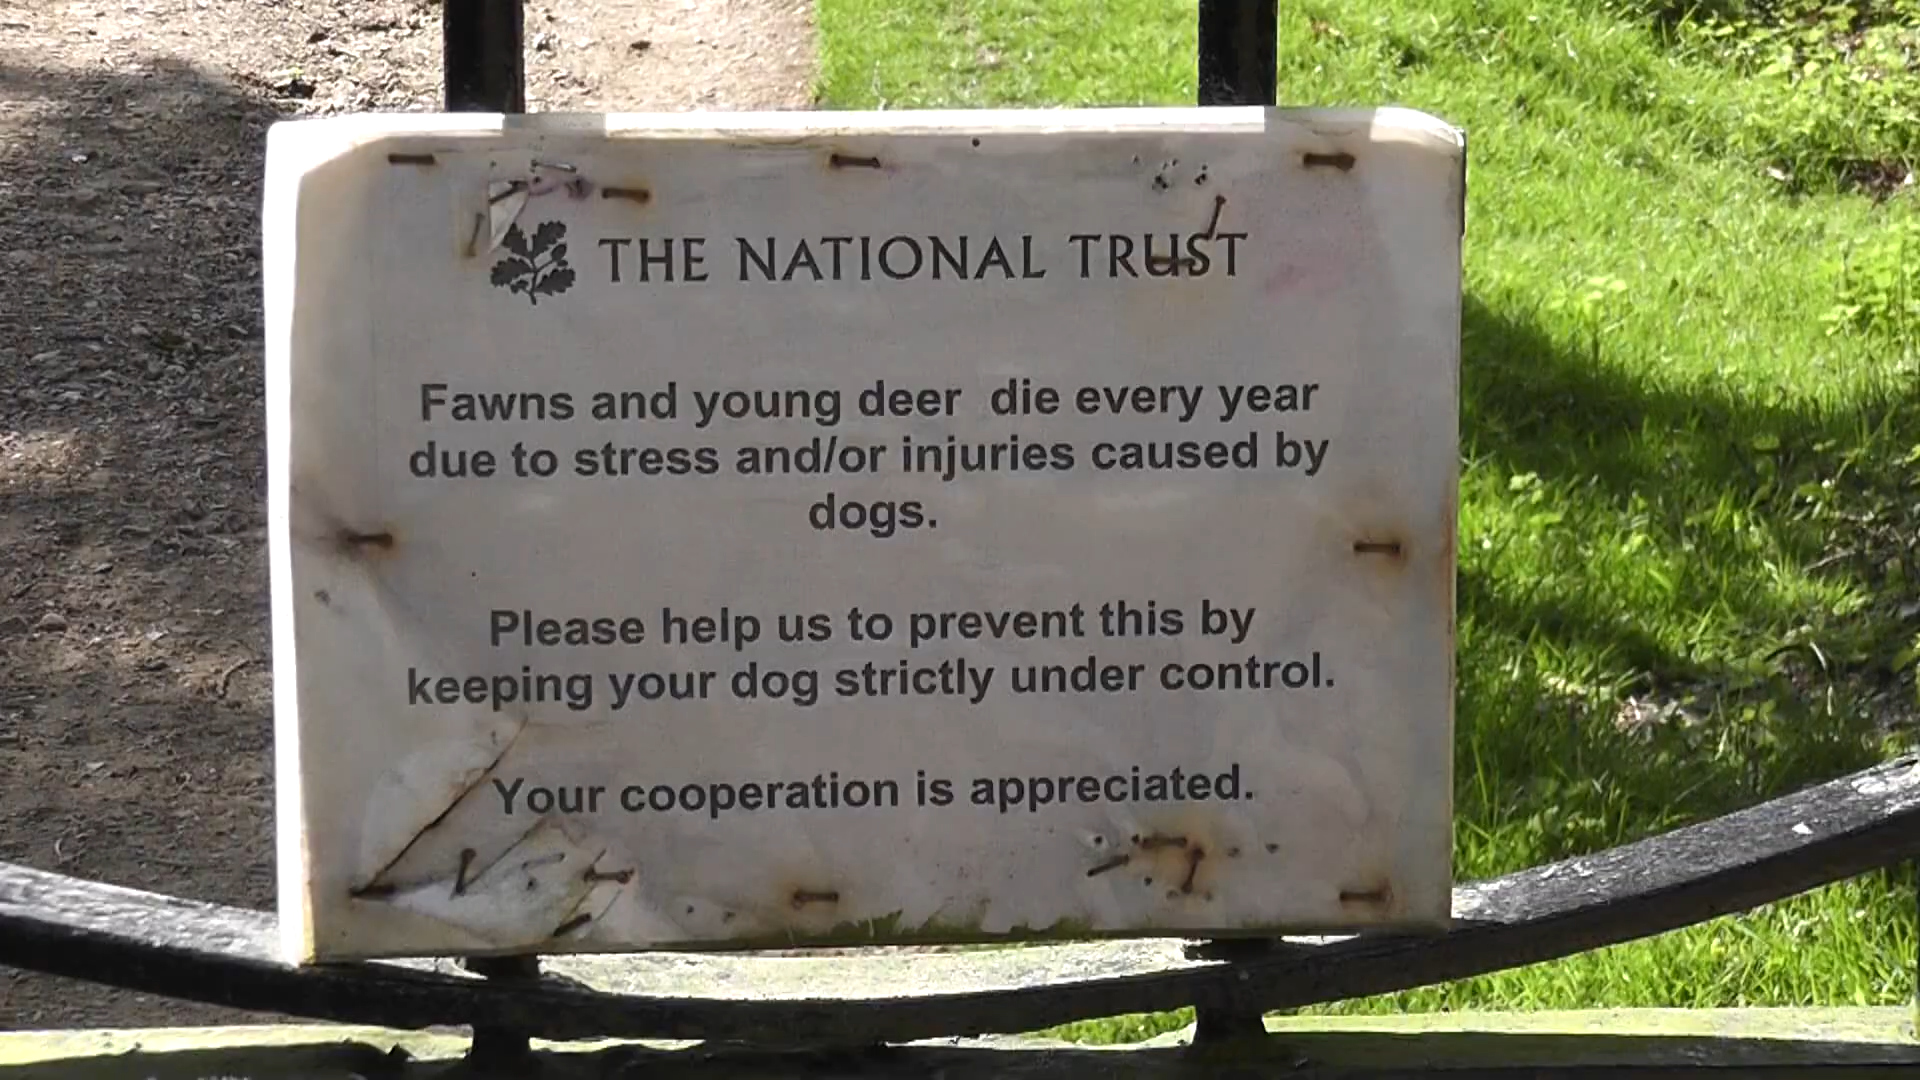 THE NATIONAL TRUST
Fawns and young deer die every year
due to stress and/or injuries caused by
dogs.
Please help us to prevent this by
keeping your dog strictly under control.
Your cooperation is appreciated.